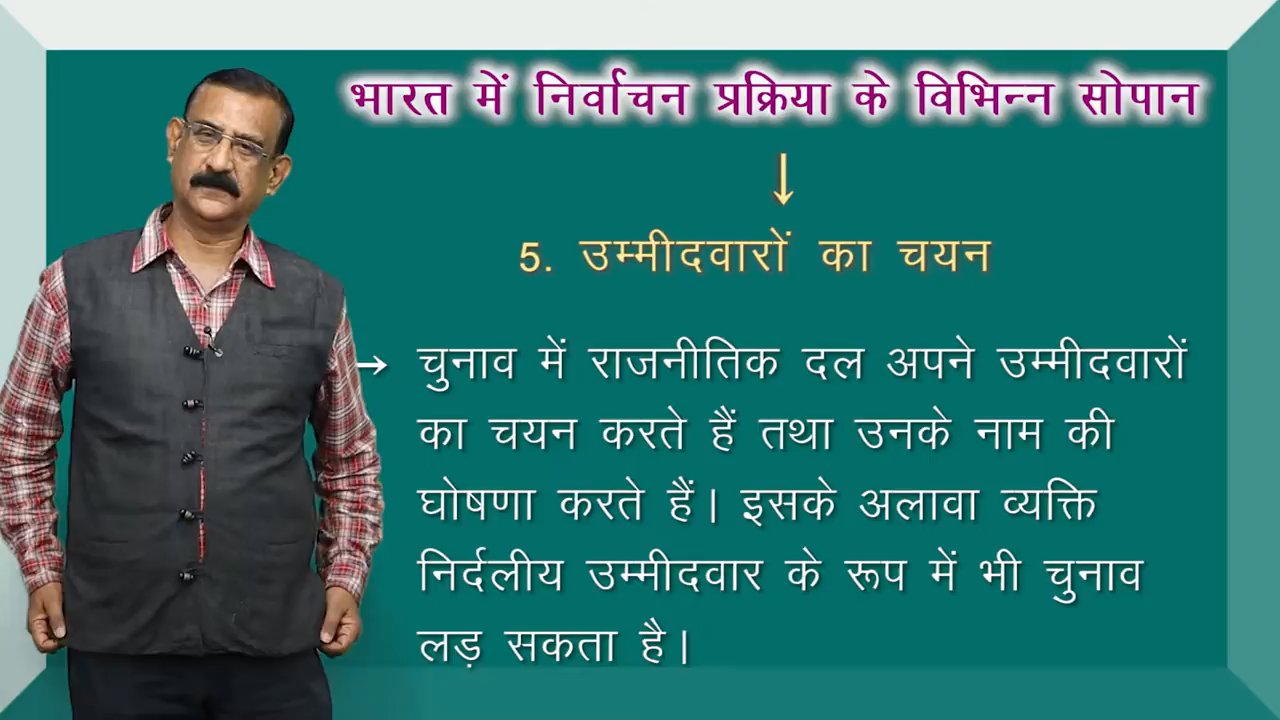 भारत में निर्वाचन प्रक्रिया के विभिन्न सोपान
↓
5. उम्मीदवारों का चयन
→ चुनाव में राजनीतिक दल अपने उम्मीदवारों
का चयन करते हैं तथा उनके नाम की
घोषणा करते हैं। इसके अलावा व्यक्ति
निर्दलीय उम्मीदवार के रूप में भी चुनाव
लड़ सकता है।